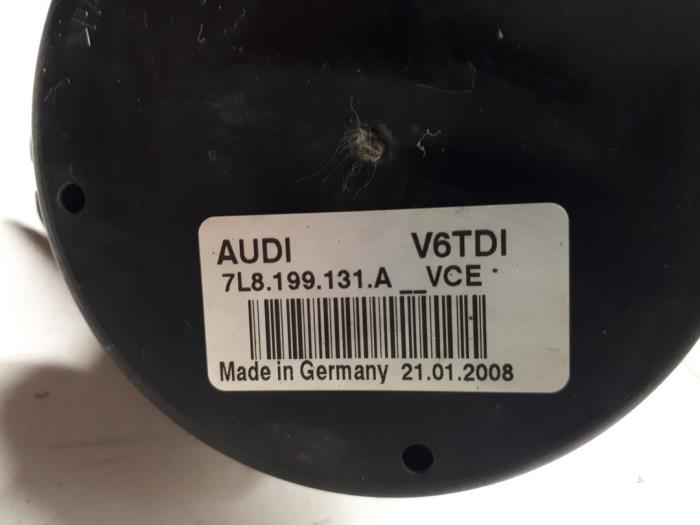 AUDI V6TDI
7L8.199.131.A __VCE
Made in Germany 21.01.2008